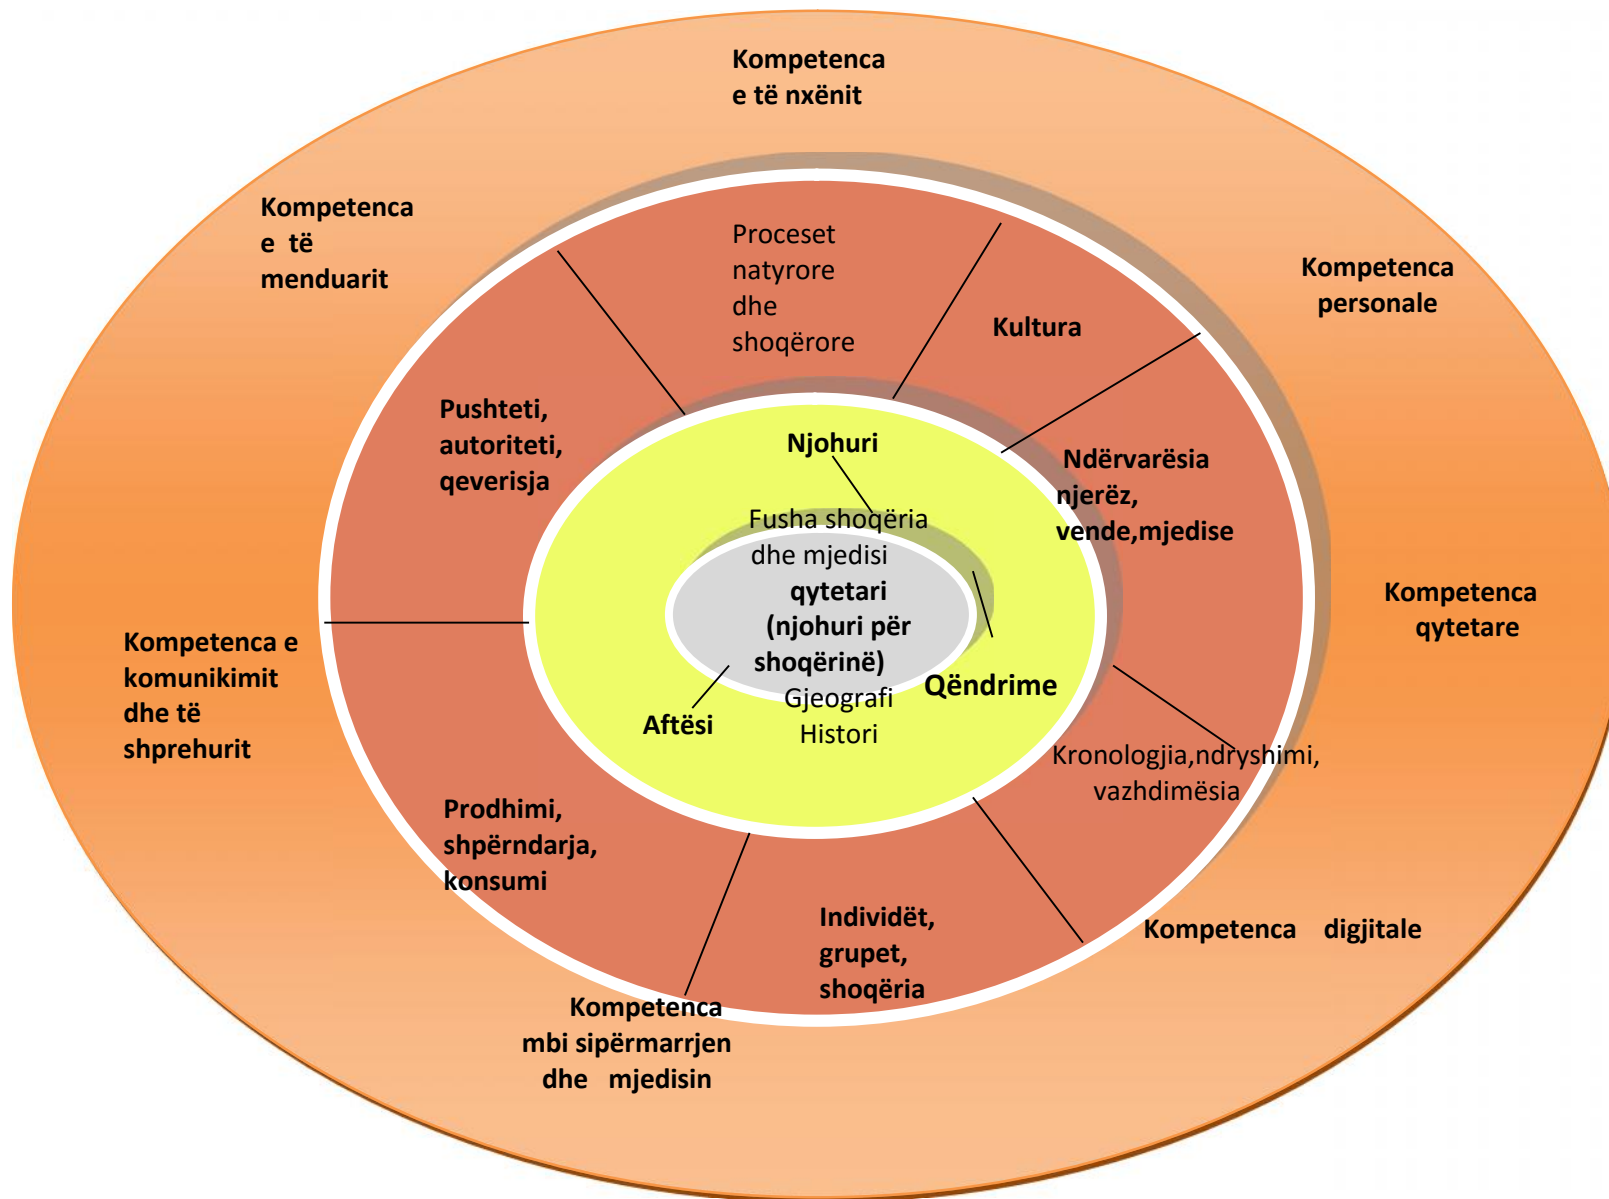 Kompetenca
e të nxënit
Kompetenca
e të
menduarit
Kompetenca
personale
Proceset
natyrore
dhe
shoqërore
Kultura
Pushteti,
autoriteti,
qeverisja
Njohuri
Ndërvarësia
njerëz,
vende,mjedise
Fusha shoqëria
dhe mjedisi
qytetari
(njohuri për
shoqërinë)
Gjeografi
Histori
Qëndrime
Aftësi
Kompetenca
qytetare
Kompetenca e
komunikimit
dhe të
shprehurit
Kronologjia,ndryshimi,
vazhdimësia
Prodhimi,
shpërndarja,
konsumi
Individët,
grupet,
shoqëria
Kompetenca digjitale
Kompetenca
mbi sipërmarrjen
dhe mjedisin